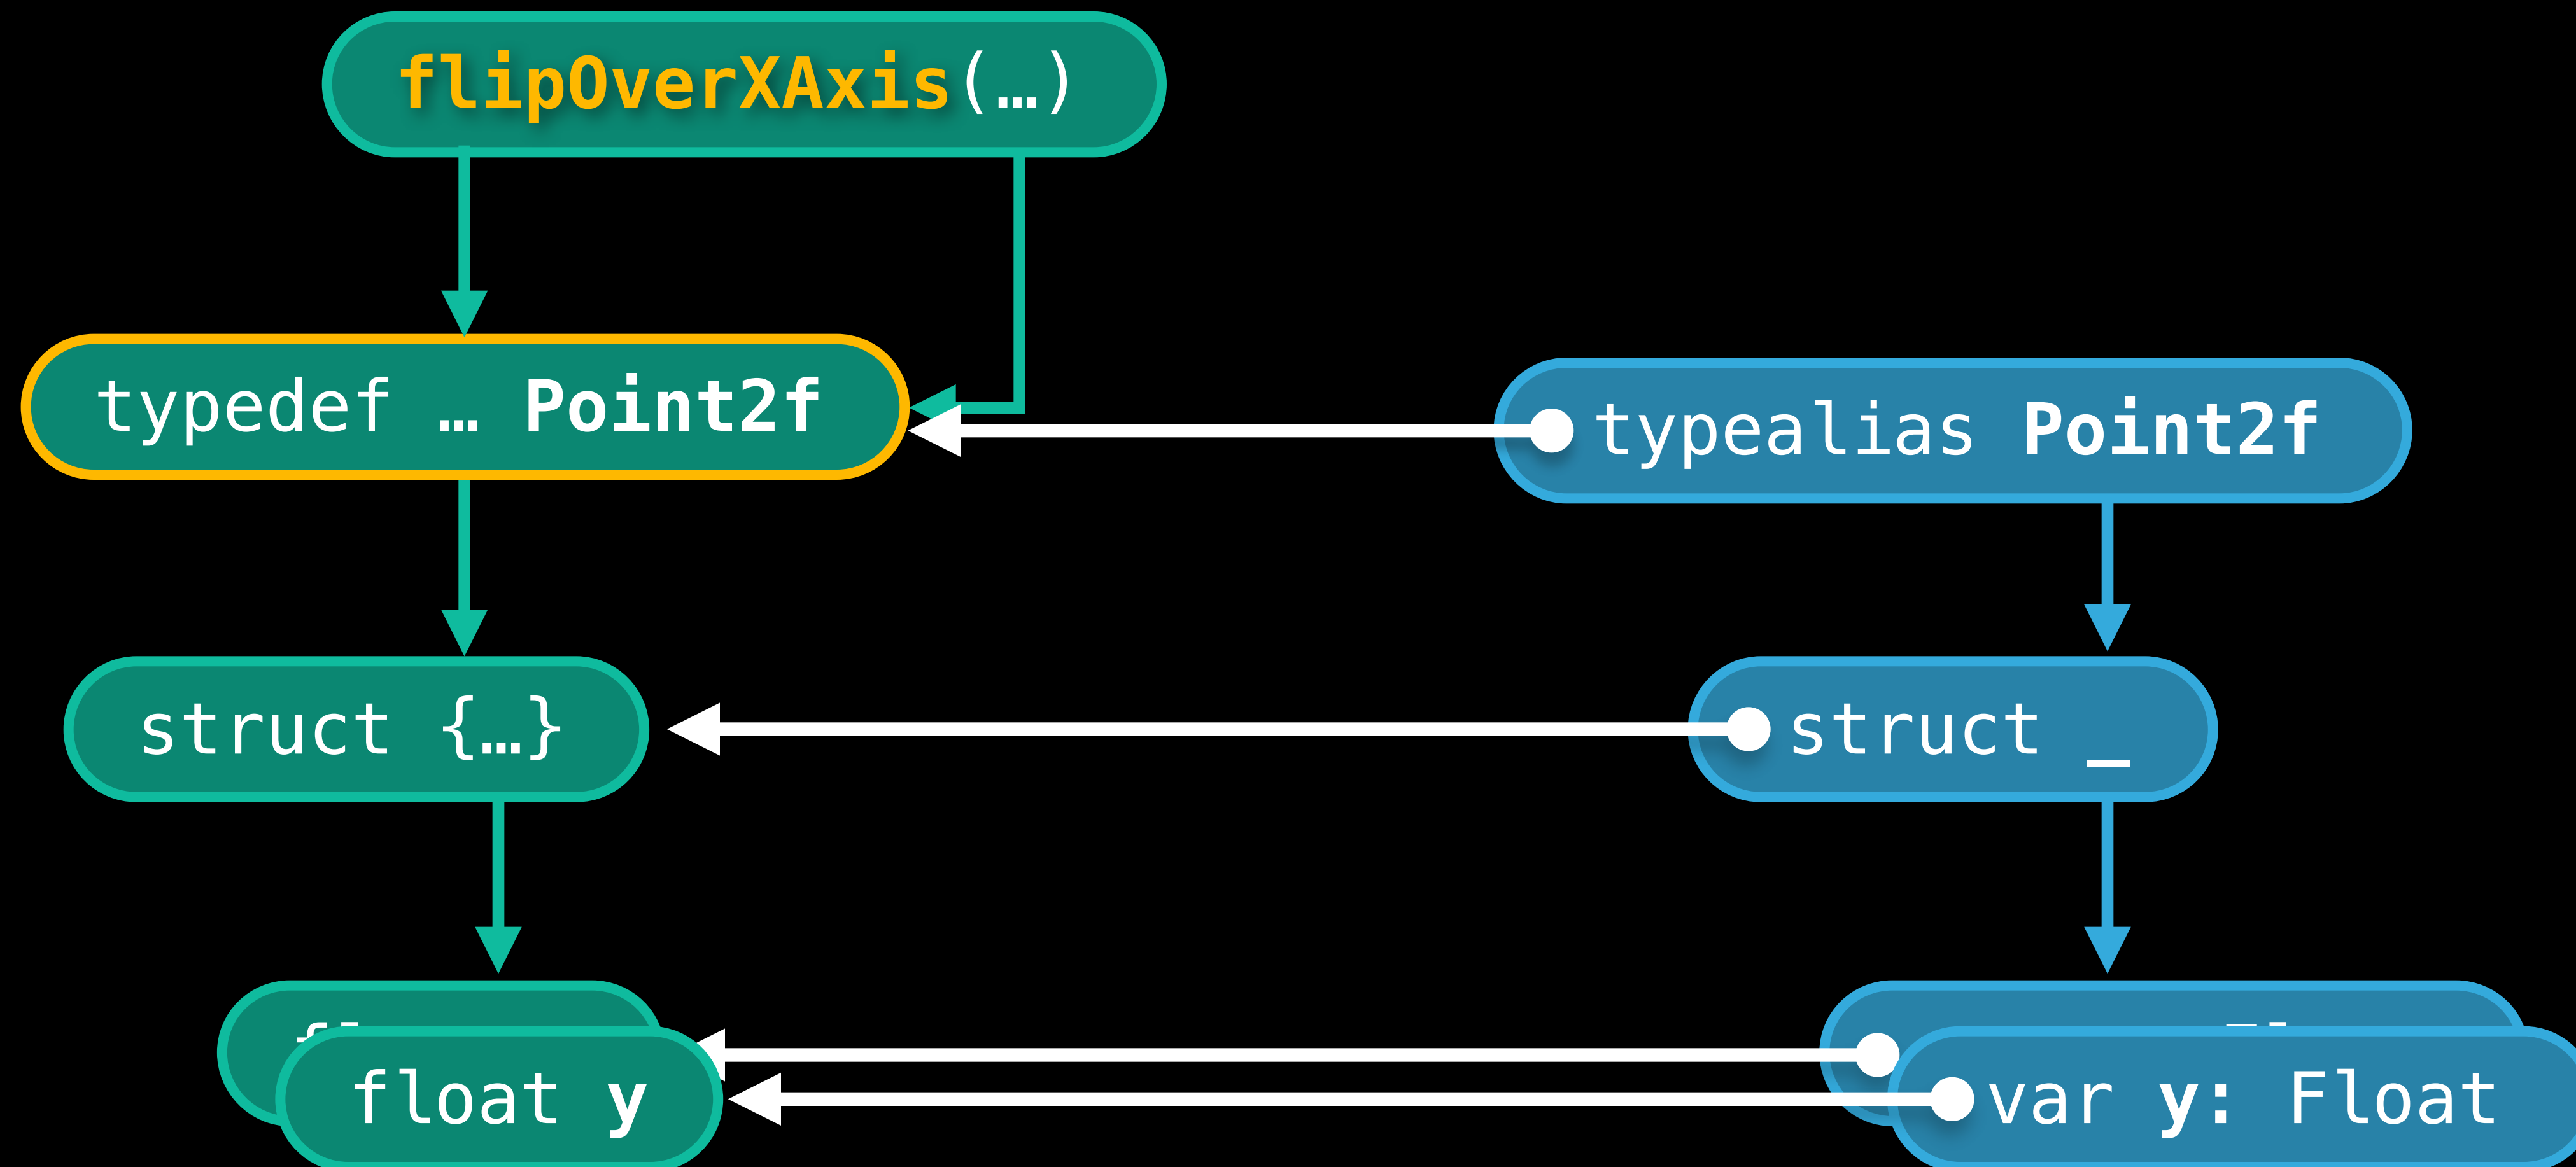 flipOverXAxis(…)
typedef … Point2f
typealias Point2f
struct {…}
struct _
float y
var y: Float